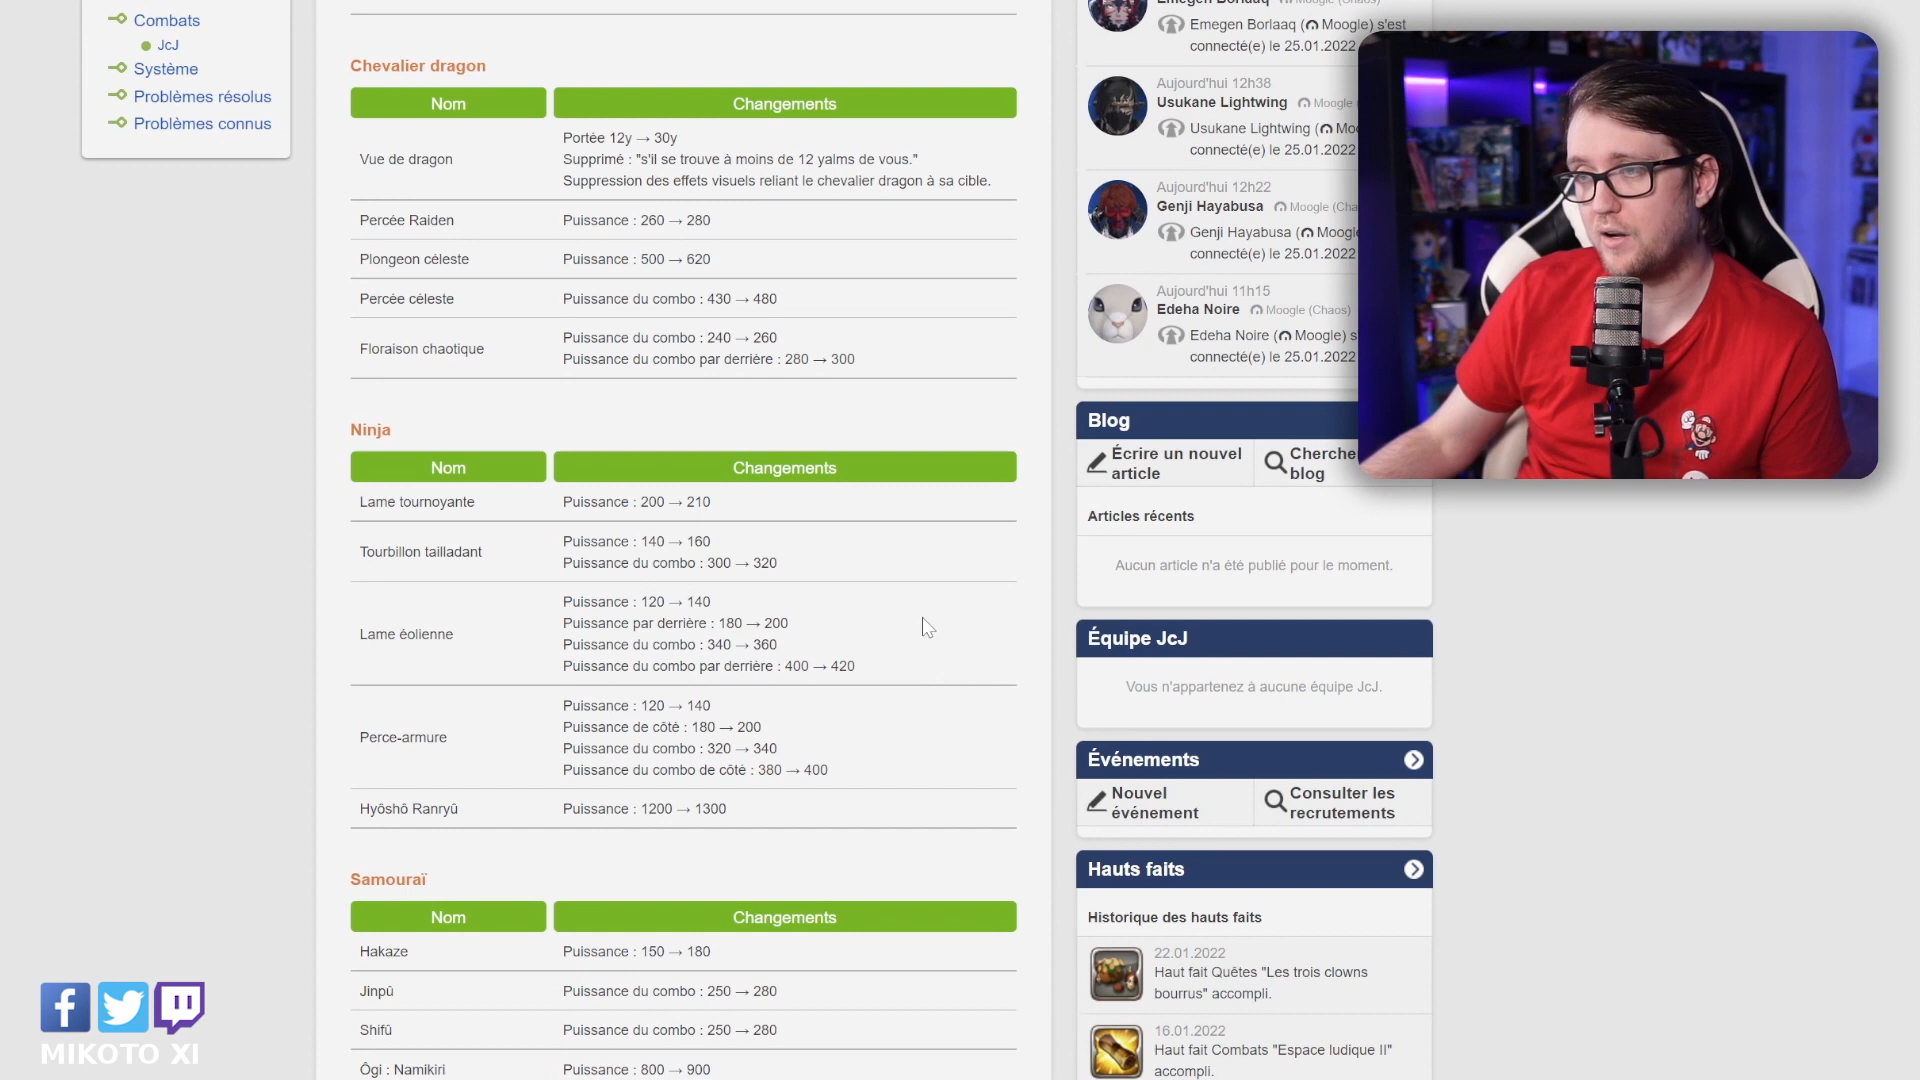 Combats
JcJ
Système
Problèmes résolus
Problèmes connus
Chevalier dragon
Nom
Changements
Vue de dragon
Portée 12y → 30y
Supprimé : "s'il se trouve à moins de 12 yalms de vous."
Suppression des effets visuels reliant le chevalier dragon à sa cible.
Percée Raiden
Puissance : 260 → 280
Plongeon céleste
Puissance : 500 → 620
Percée céleste
Puissance du combo : 430 → 480
Floraison chaotique
Puissance du combo : 240 → 260
Puissance du combo par derrière : 280 → 300
Ninja
Nom
Changements
Lame tournoyante
Puissance : 200 → 210
Tourbillon tailladant
Puissance : 140 → 160
Puissance du combo : 300 → 320
Lame éolienne
Puissance : 120 → 140
Puissance par derrière : 180 → 200
Puissance du combo : 340 → 360
Puissance du combo par derrière : 400 → 420
Perce-armure
Puissance : 120 → 140
Puissance de côté : 180 → 200
Puissance du combo : 320 → 340
Puissance du combo de côté : 380 → 400
Hyôshô Ranryû
Puissance : 1200 → 1300
Samouraï
Nom
Changements
Hakaze
Puissance : 150 → 180
Jinpû
Puissance du combo : 250 → 280
Shifû
Puissance du combo : 250 → 280
Ôgi : Namikiri
Puissance : 800 → 900
Emegen Borlaaq ( Moogle) s'est
connecté(e) le 25.01.2022
Aujourd'hui 12h38
Usukane Lightwing Moogle
Usukane Lightwing ( Moo
connecté(e) le 25.01.2022
Aujourd'hui 12h22
Genji Hayabusa Moogle (Cha
Genji Hayabusa ( Moogle
connecté(e) le 25.01.2022
Aujourd'hui 11h15
Edeha Noire Moogle (Chaos)
Edeha Noire ( Moogle) s
connecté(e) le 25.01.2022
Blog
Écrire un nouvel
article
Cherche
blog
Articles récents
Aucun article n'a été publié pour le moment.
Équipe JcJ
Vous n'appartenez à aucune équipe JcJ.
Événements
Nouvel
événement
Consulter les
recrutements
Hauts faits
Historique des hauts faits
22.01.2022
Haut fait Quêtes "Les trois clowns
bourrus" accompli.
16.01.2022
Haut fait Combats "Espace ludique II"
accompli.
MIKOTO XI